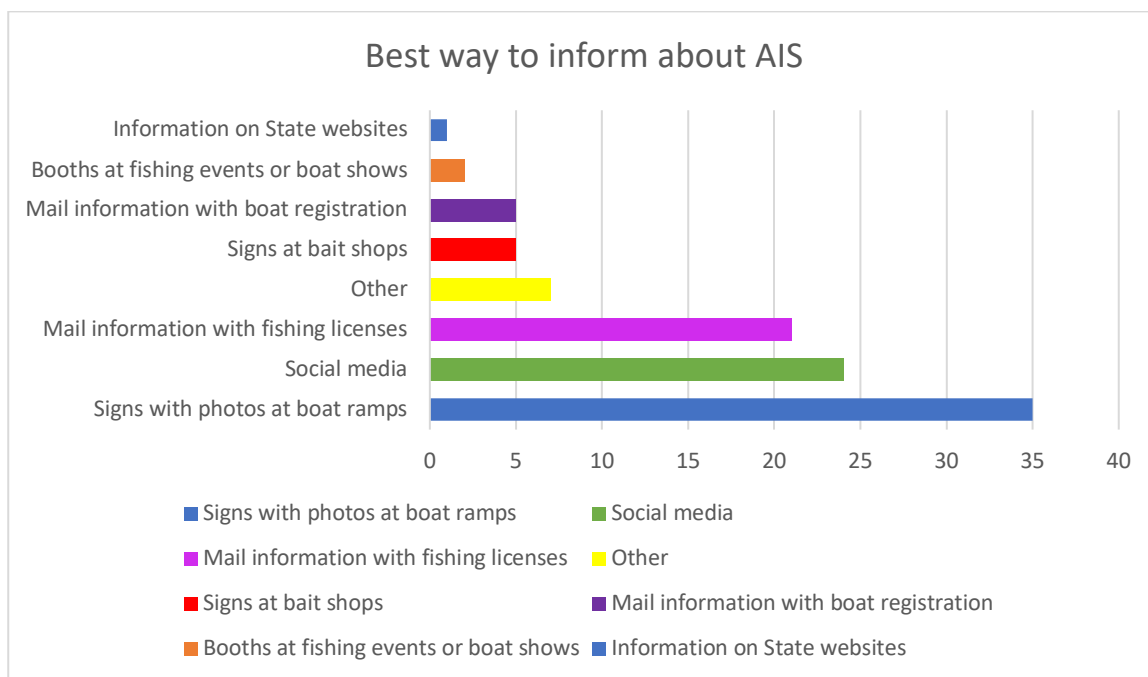 Best way to inform about AIS
Information on State websites
Booths at fishing events or boat shows
Mail information with boat registration
Signs at bait shops
Other
Mail information with fishing licenses
Social media
Signs with photos at boat ramps
0 5 10 15 20 25 30 35 40
Signs with photos at boat ramps Social media
Mail information with fishing licenses Other
Signs at bait shops Mail information with boat registration
Booths at fishing events or boat shows Information on State websites